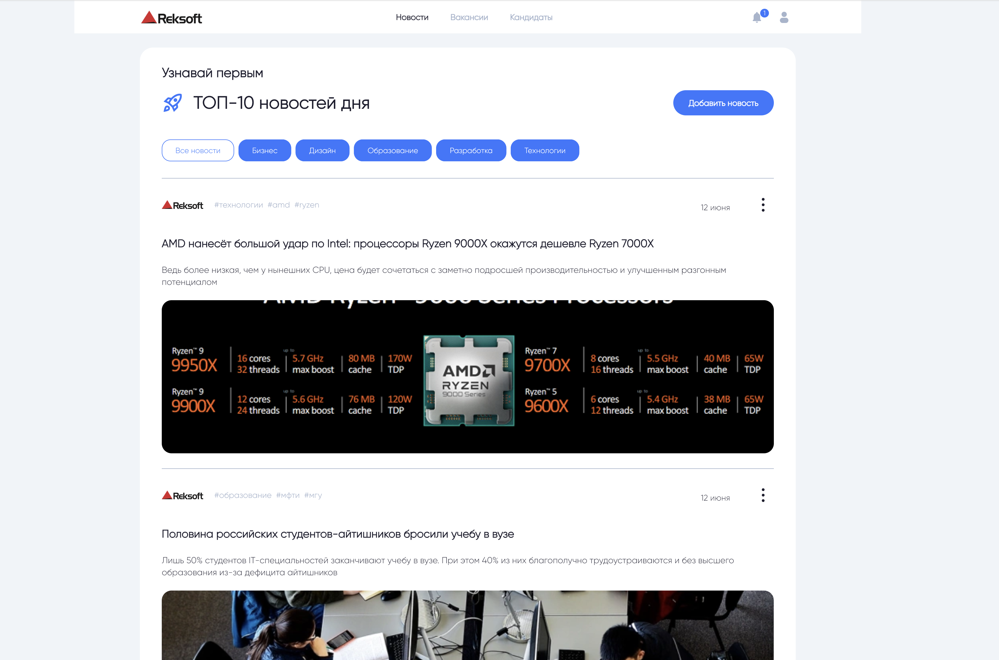 Reksoft
Новости
Вакансии
Кандидаты
1
Узнавай первым
ТОП-10 новостей дня
Добавить новость
Все новости
Бизнес
Дизайн
Образование
Разработка
Технологии
Reksoft
#технологии #amd #ryzen
12 июня
AMD нанесёт большой удар по Intel: процессоры Ryzen 9000X окажутся дешевле Ryzen 7000X
Ведь более низкая, чем у нынешних CPU, цена будет сочетаться с заметно подросшей производительностью и улучшенным разгонным
потенциалом
AMD Ryzen™ 9000 Series Processors
Ryzen™ 9
9950X
16 cores
32 threads
up to
5.7 GHz
max boost
80 MB
cache
170W
TDP
Ryzen™ 9
9900X
12 cores
24 threads
up to
5.6 GHz
max boost
76 MB
cache
120W
TDP
AMD
RYZEN
9000 Series
Ryzen™ 7
9700X
8 cores
16 threads
up to
5.5 GHz
max boost
40 MB
cache
65W
TDP
Ryzen™ 5
9600X
6 cores
12 threads
up to
5.4 GHz
max boost
38 MB
cache
65W
TDP
Reksoft
#образование #мфти #мгу
12 июня
Половина российских студентов-айтишников бросили учебу в вузе
Лишь 50% студентов IT-специальностей заканчивают учебу в вузе. При этом 40% из них благополучно трудоустраиваются и без высшего
образования из-за дефицита айтишников